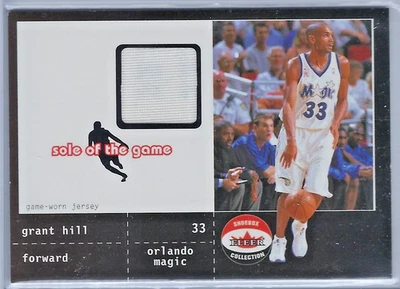 sole of the game
game-worn jersey
Magic
33
grant hill
33
forward
orlando
magic
SHOEBOX
FLEER
COLLECTION